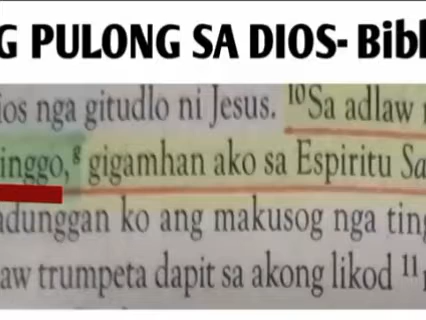 G PULONG SA DIOS- Bibl
ios nga gitudlo ni Jesus. ¹⁰Sa adlaw
inggo,⁸ gigamhan ako sa Espiritu Sa
adunggan ko ang makusog nga ting
aw trumpeta dapit sa akong likod ¹¹